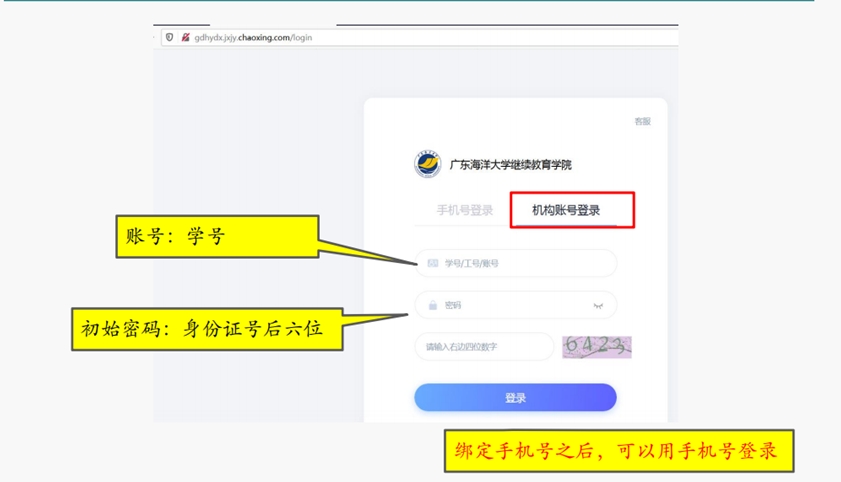 gdhydx.jxjy.chaoxing.com/login
客服
广东海洋大学继续教育学院
手机号登录 机构账号登录
账号：学号
学号/工号/账号
密码
初始密码：身份证号后六位
请输入右边四位数字 6423
登录
绑定手机号之后，可以用手机号登录